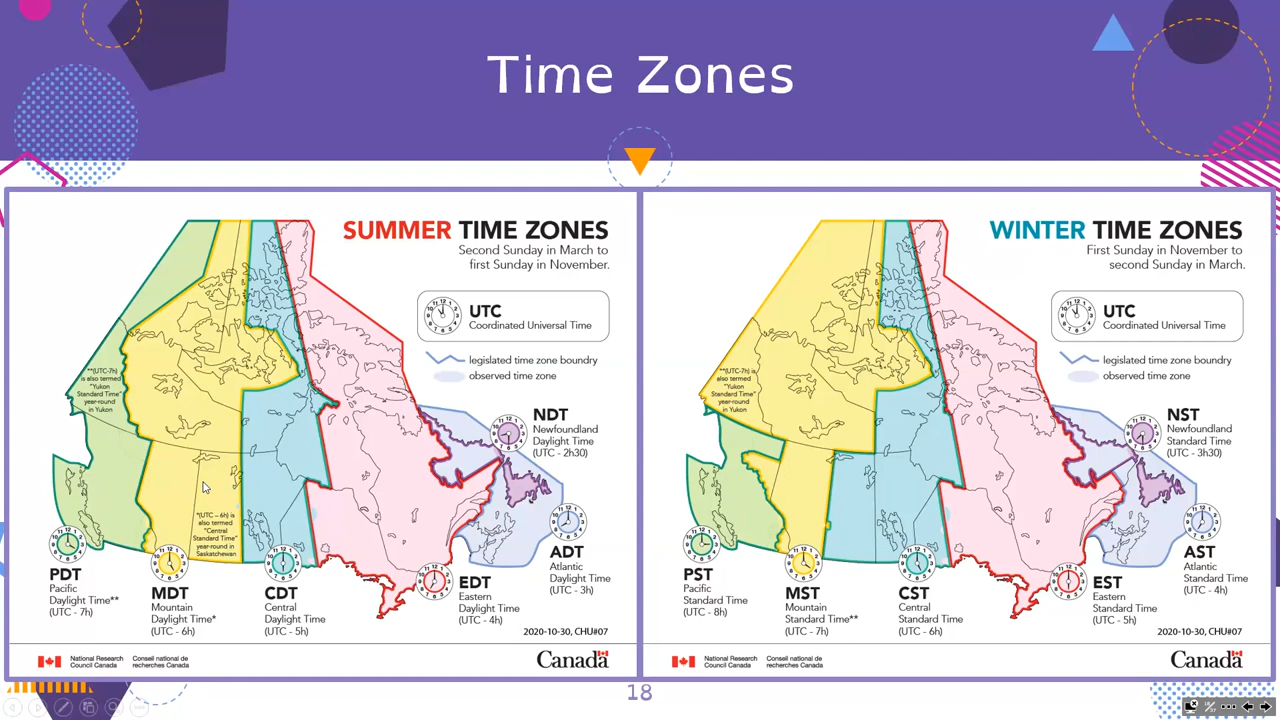 Time Zones
SUMMER TIME ZONES
Second Sunday in March to
first Sunday in November.
UTC
Coordinated Universal Time
legislated time zone boundry
observed time zone
**(UTC-7h)
is also termed
"Yukon
Standard Time"
year-round
in Yukon
*(UTC – 6h) is
also termed
"Central
Standard Time"
year-round in
Saskatchewan
NDT
Newfoundland
Daylight Time
(UTC - 2h30)
ADT
Atlantic
Daylight Time
(UTC - 3h)
PDT
Pacific
Daylight Time**
(UTC - 7h)
MDT
Mountain
Daylight Time*
(UTC - 6h)
CDT
Central
Daylight Time
(UTC - 5h)
EDT
Eastern
Daylight Time
(UTC - 4h)
2020-10-30, CHU#07
National Research
Council Canada
Conseil national de
recherches Canada
Canada
WINTER TIME ZONES
First Sunday in November to
second Sunday in March.
UTC
Coordinated Universal Time
legislated time zone boundry
observed time zone
**(UTC-7h)
is also termed
"Yukon
Standard Time"
year-round
in Yukon
NST
Newfoundland
Standard Time
(UTC - 3h30)
AST
Atlantic
Standard Time
(UTC - 4h)
PST
Pacific
Standard Time
(UTC - 8h)
MST
Mountain
Standard Time**
(UTC - 7h)
CST
Central
Standard Time
(UTC - 6h)
EST
Eastern
Standard Time
(UTC - 5h)
2020-10-30, CHU#07
National Research
Council Canada
Conseil national de
recherches Canada
Canada
18